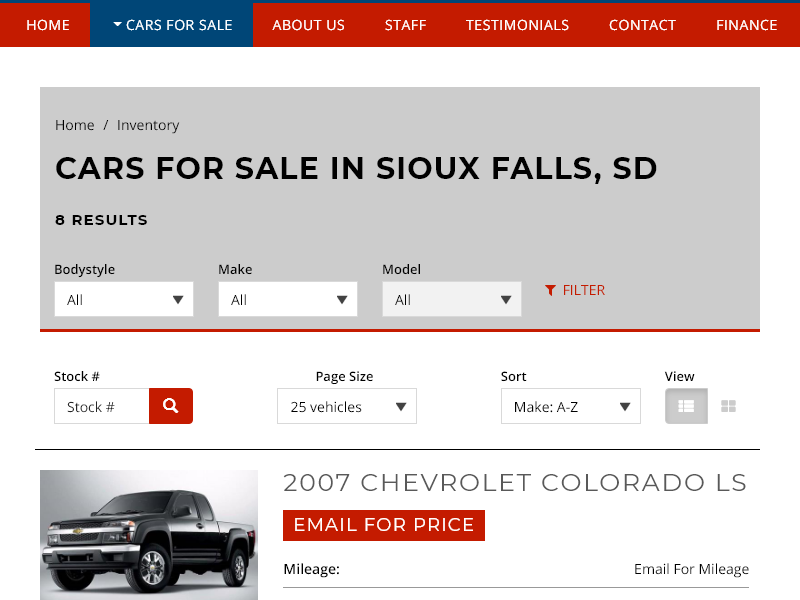 HOME CARS FOR SALE ABOUT US STAFF TESTIMONIALS CONTACT FINANCE
Home / Inventory
CARS FOR SALE IN SIOUX FALLS, SD
8 RESULTS
Bodystyle Make Model
All All All FILTER
Stock # Page Size Sort View
Stock # 25 vehicles Make: A-Z
2007 CHEVROLET COLORADO LS
EMAIL FOR PRICE
Mileage: Email For Mileage